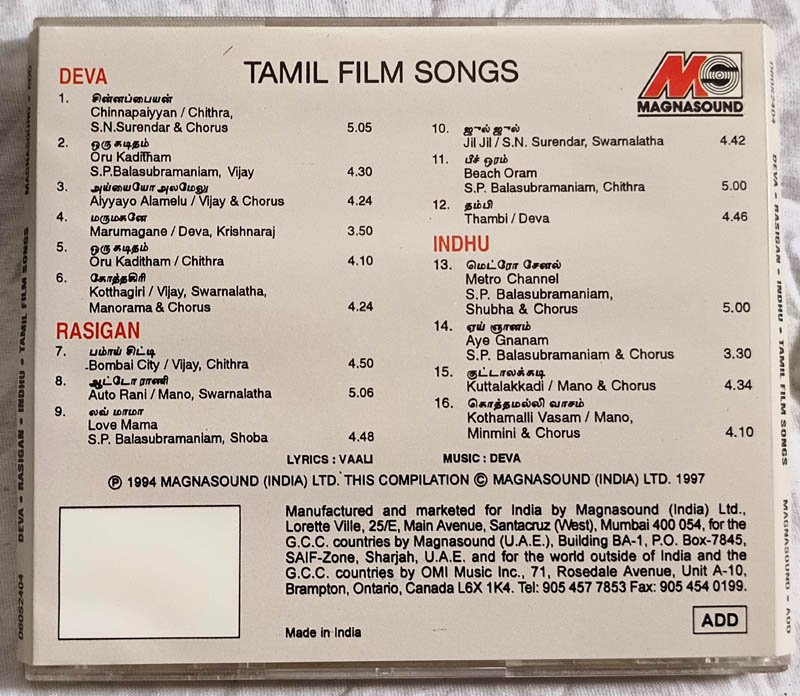 TAMIL FILM SONGS
MAGNASOUND
DEVA
1. சின்னப்பையன்
Chinnapaiyyan / Chithra,
S.N.Surendar & Chorus 5.05
2. ஒரு கடிதம்
Oru Kaditham
S.P.Balasubramaniam, Vijay 4.30
3. அய்யையோ அலமேலு
Aiyyayo Alamelu / Vijay & Chorus 4.24
4. மருமகனே
Marumagane / Deva, Krishnaraj 3.50
5. ஒரு கடிதம்
Oru Kaditham / Chithra 4.10
6. கோத்தகிரி
Kotthagiri / Vijay, Swarnalatha,
Manorama & Chorus 4.24
RASIGAN
7. பம்பாய் சிட்டி
Bombai City / Vijay, Chithra 4.50
8. ஆட்டோ ராணி
Auto Rani / Mano, Swarnalatha 5.06
9. லவ் மாமா
Love Mama
S.P. Balasubramaniam, Shoba 4.48
10. ஜுல் ஜுல்
Jil Jil / S.N. Surendar, Swarnalatha 4.42
11. பீச் ஓரம்
Beach Oram
S.P. Balasubramaniam, Chithra 5.00
12. தம்பி
Thambi / Deva 4.46
INDHU
13. மெட்ரோ சேனல்
Metro Channel
S.P. Balasubramaniam,
Shubha & Chorus 5.00
14. ஏய் ஞானம்
Aye Gnanam
S.P. Balasubramaniam & Chorus 3.30
15. குட்டாலக்கடி
Kuttalakkadi / Mano & Chorus 4.34
16. கொத்தமல்லி வாசம்
Kothamalli Vasam / Mano,
Minmini & Chorus 4.10
LYRICS : VAALI MUSIC : DEVA
Ⓟ 1994 MAGNASOUND (INDIA) LTD. THIS COMPILATION © MAGNASOUND (INDIA) LTD. 1997
Manufactured and marketed for India by Magnasound (India) Ltd.,
Lorette Ville, 25/E, Main Avenue, Santacruz (West), Mumbai 400 054, for the
G.C.C. countries by Magnasound (U.A.E.), Building BA-1, P.O. Box-7845,
SAIF-Zone, Sharjah, U.A.E. and for the world outside of India and the
G.C.C. countries by OMI Music Inc., 71, Rosedale Avenue, Unit A-10,
Brampton, Ontario, Canada L6X 1K4. Tel: 905 457 7853 Fax: 905 454 0199.
Made in India
ADD
D6OS2404 DEVA - RASIGAN - INDHU - TAMIL FILM SONGS MAGNASOUND - ADD
D6OS2404 DEVA - RASIGAN - INDHU - TAMIL FILM SONGS MAGNASOUND - ADD